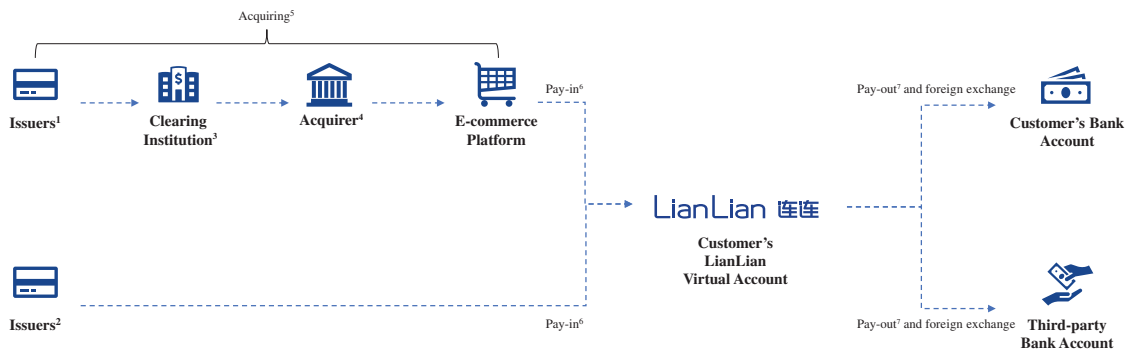 Acquiring⁵
$
Issuers¹
Clearing
Institution³
Acquirer⁴
E-commerce
Platform
Pay-in⁶
Pay-out⁷ and foreign exchange
Customer's Bank
Account
LianLian 连连
Customer's
LianLian
Virtual Account
Issuers²
Pay-in⁶
Pay-out⁷ and foreign exchange
Third-party
Bank Account